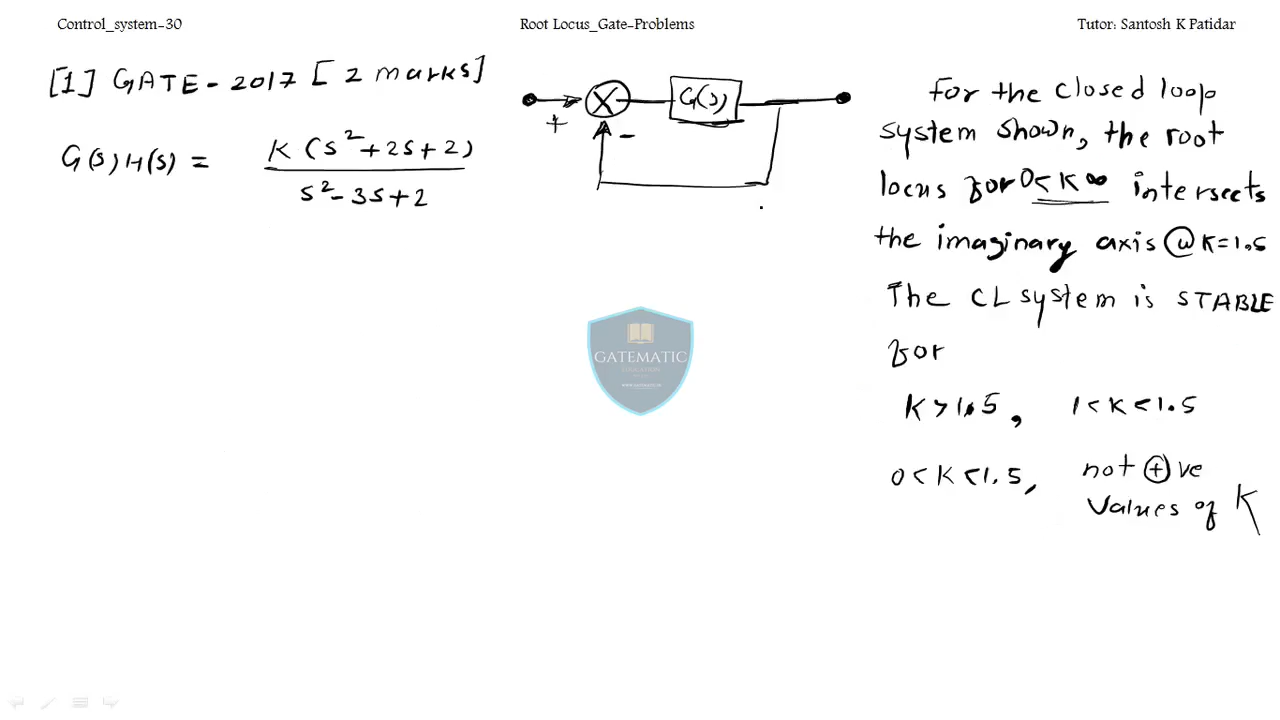 Control_system-30
Root Locus_Gate-Problems
Tutor: Santosh K Patidar
[1] GATE - 2017 [2 marks]
G(s) H(s) = K (s² + 2s + 2)
s² - 3s + 2
G(s)
+
-
For the closed loop
system shown, the root
locus for 0 < K ∞ intersects
the imaginary axis @ K = 1.5
The CL system is STABLE
for
K > 1.5, 1 < K < 1.5
0 < K < 1.5, not ⊕ve
values of K
GATEMATIC
EDUCATION